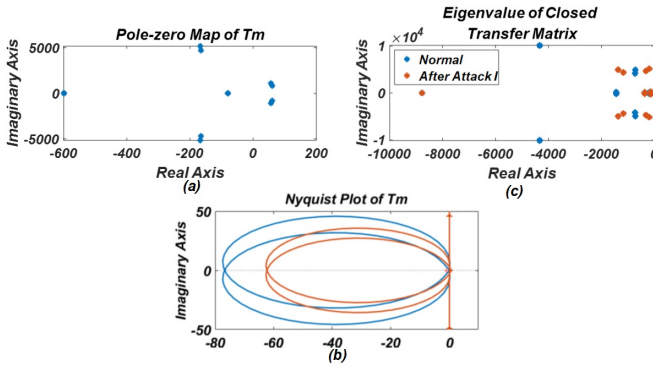 Pole-zero Map of Tm
Imaginary Axis
5000
0
-5000
-600
-400
-200
0
200
Real Axis
(a)
Eigenvalue of Closed
Transfer Matrix
×10⁴
Imaginary Axis
1
0
-1
Normal
After Attack I
-10000
-8000
-6000
-4000
-2000
0
Real Axis
(c)
Nyquist Plot of Tm
Imaginary Axis
50
0
-50
-80
-60
-40
-20
0
(b)